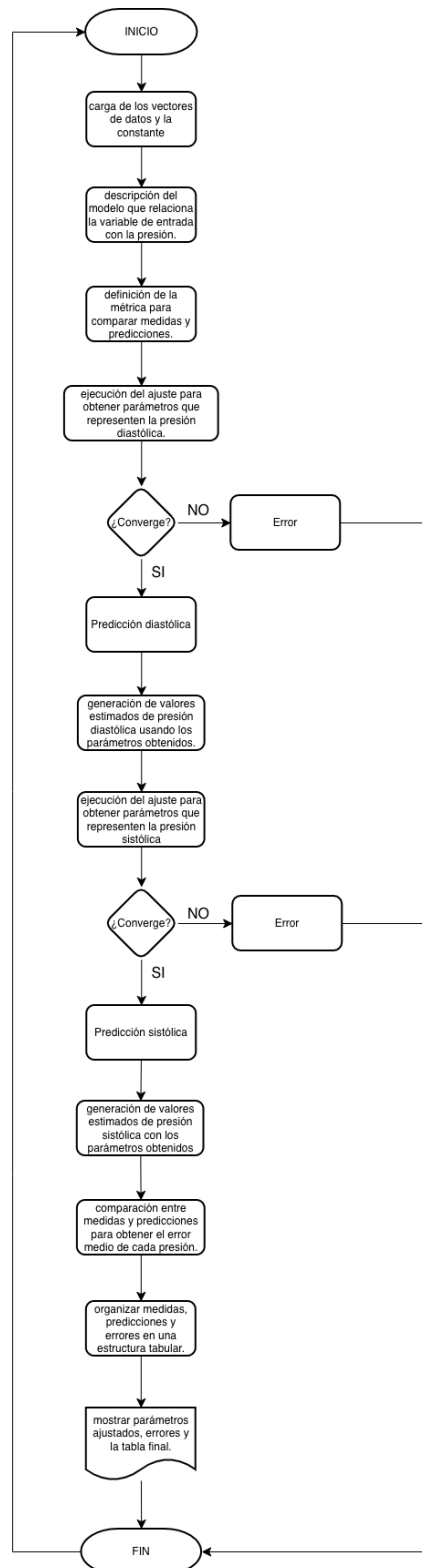 INICIO
carga de los vectores
de datos y la
constante
descripción del
modelo que relaciona
la variable de entrada
con la presión.
definición de la
métrica para
comparar medidas y
predicciones.
ejecución del ajuste para
obtener parámetros que
representen la presión
diastólica.
¿Converge?
NO
Error
SI
Predicción diastólica
generación de valores
estimados de presión
diastólica usando los
parámetros obtenidos.
ejecución del ajuste para
obtener parámetros que
representen la presión
sistólica
¿Converge?
NO
Error
SI
Predicción sistólica
generación de valores
estimados de presión
sistólica con los
parámetros obtenidos
comparación entre
medidas y predicciones
para obtener el error
medio de cada presión.
organizar medidas,
predicciones y
errores en una
estructura tabular.
mostrar parámetros
ajustados, errores y
la tabla final.
FIN